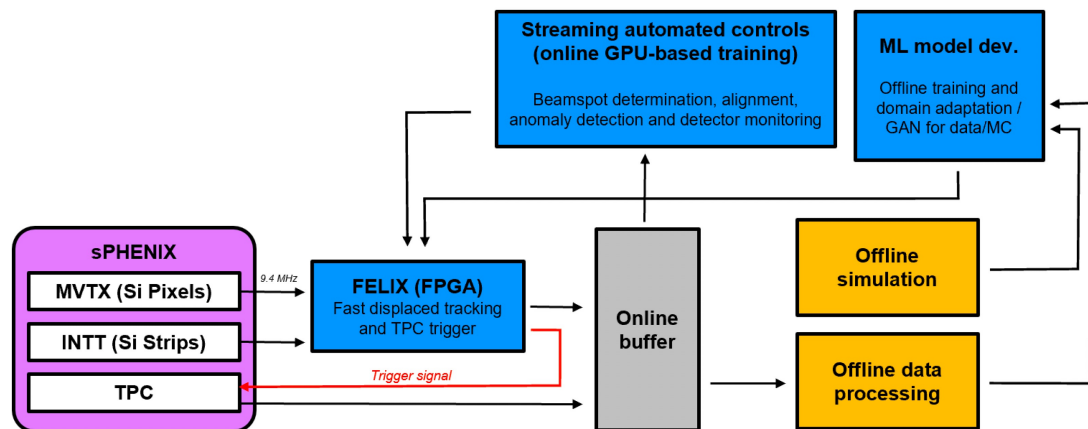 Streaming automated controls
(online GPU-based training)
Beamspot determination, alignment,
anomaly detection and detector monitoring
ML model dev.
Offline training and
domain adaptation /
GAN for data/MC
sPHENIX
MVTX (Si Pixels)
INTT (Si Strips)
TPC
9.4 MHz
FELIX (FPGA)
Fast displaced tracking
and TPC trigger
Trigger signal
Online
buffer
Offline
simulation
Offline data
processing